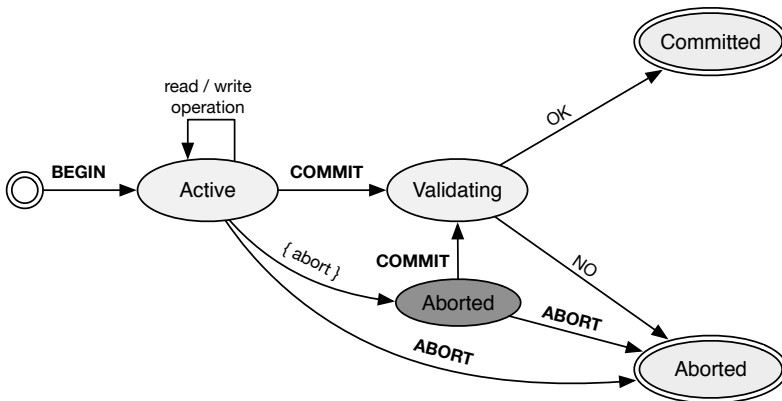 Committed
read / write
operation
OK
BEGIN
Active
COMMIT
Validating
{ abort }
COMMIT
NO
Aborted
ABORT
ABORT
Aborted